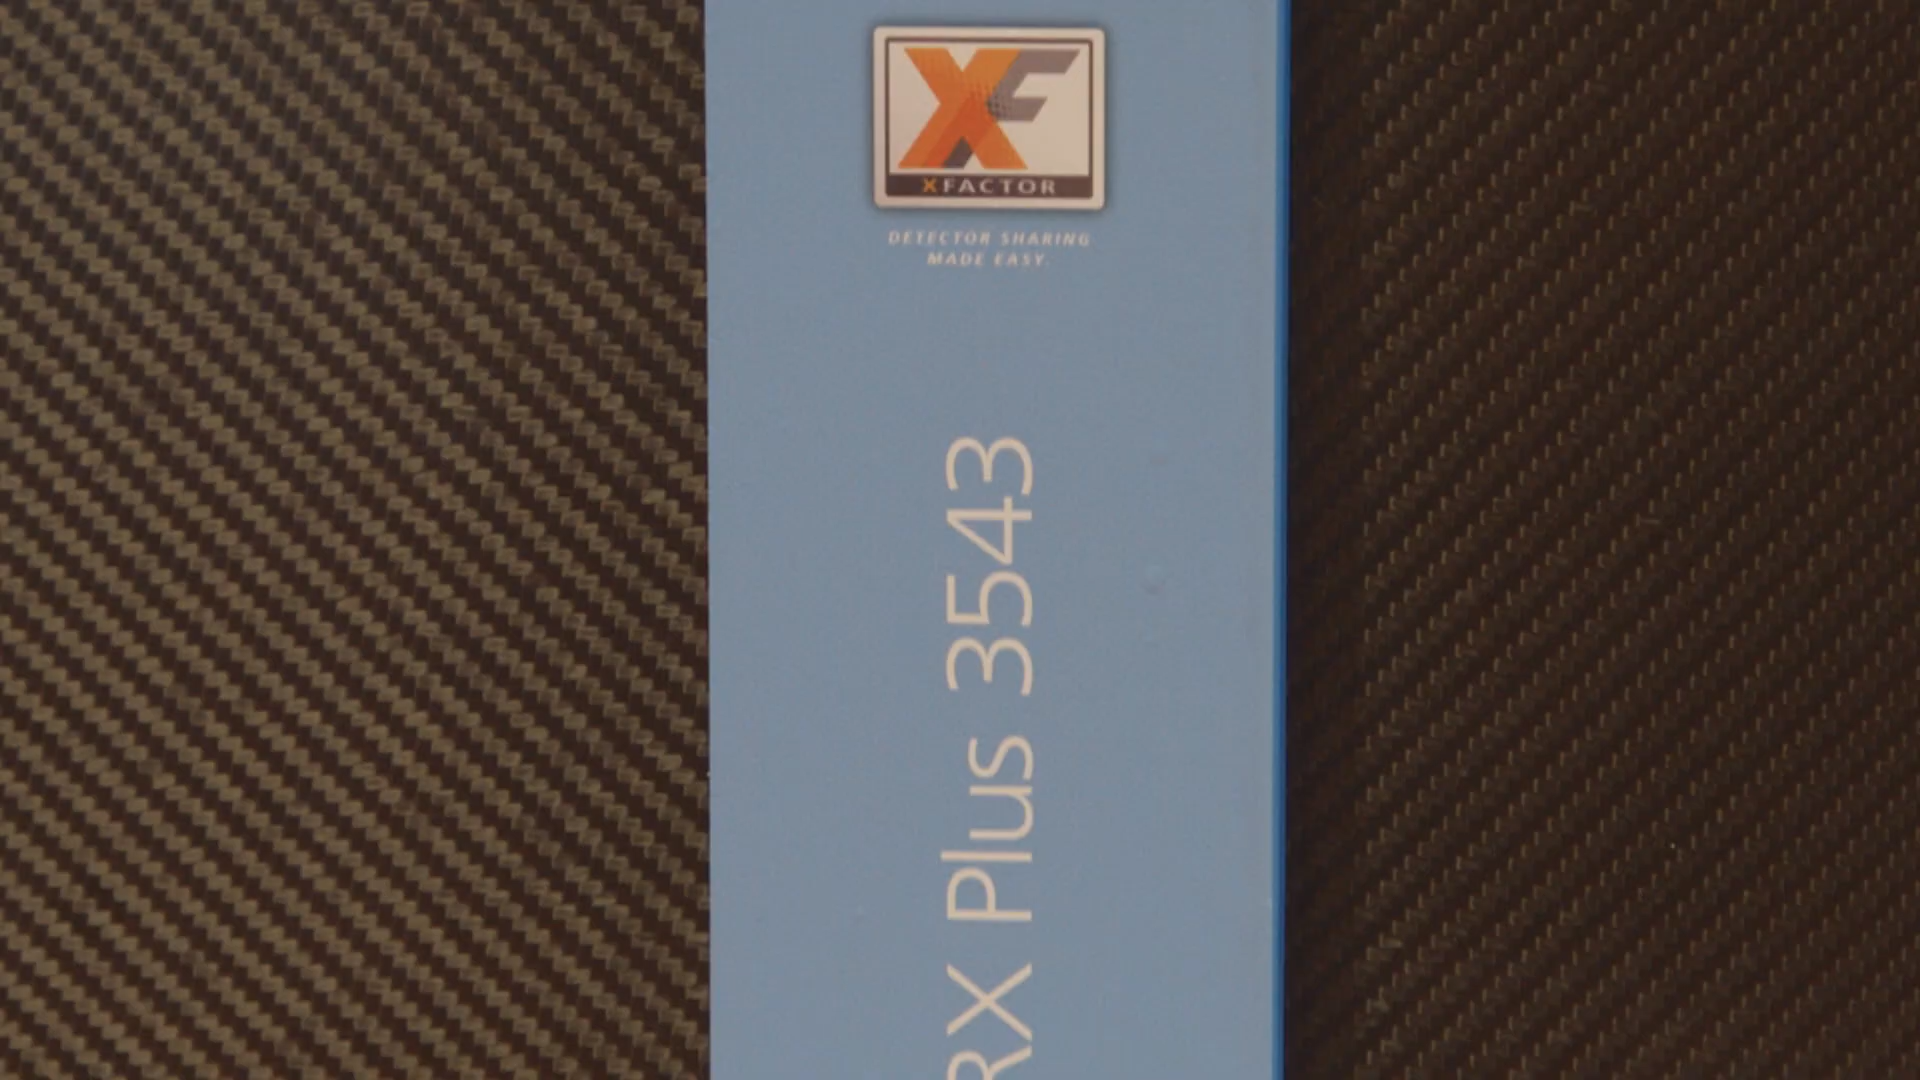 XF
XFACTOR
DETECTOR SHARING
MADE EASY.
RX Plus 3543